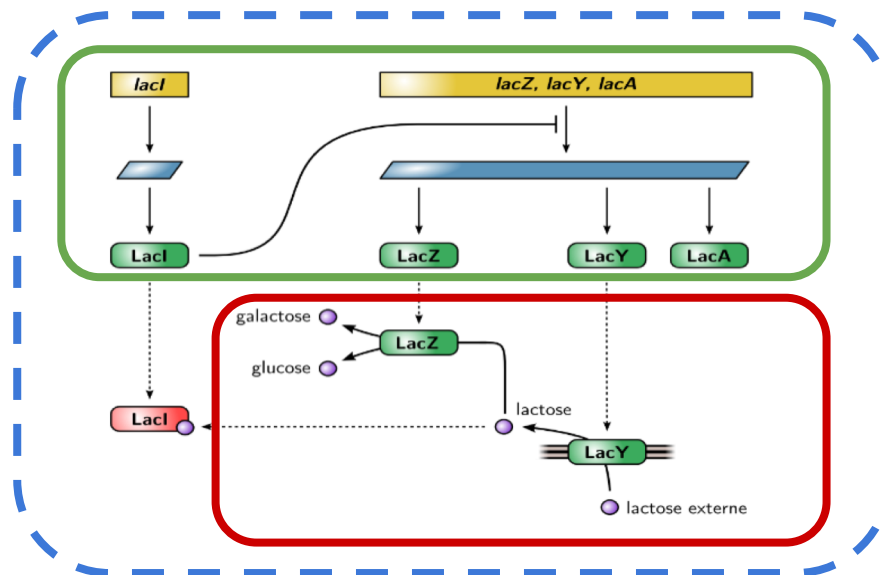 lacI
lacZ, lacY, lacA
LacI
LacZ
LacY
LacA
galactose
LacZ
glucose
lactose
LacI
LacY
lactose externe